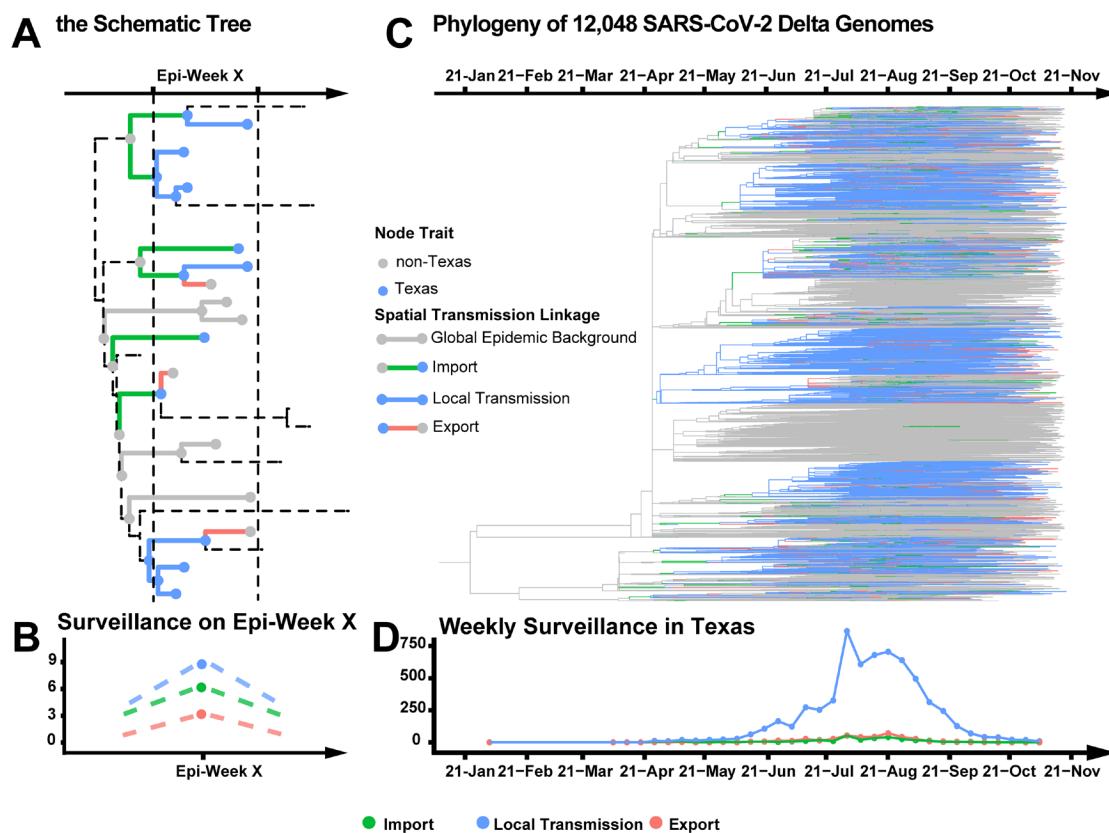 A the Schematic Tree
Epi-Week X
C Phylogeny of 12,048 SARS-CoV-2 Delta Genomes
21-Jan 21−Feb 21−Mar 21−Apr 21−May 21−Jun 21−Jul 21−Aug 21−Sep 21−Oct 21−Nov
Node Trait
non-Texas
Texas
Spatial Transmission Linkage
Global Epidemic Background
Import
Local Transmission
Export
B Surveillance on Epi-Week X
9
6
3
0
Epi-Week X
D Weekly Surveillance in Texas
750
500
250
0
21-Jan 21−Feb 21−Mar 21−Apr 21−May 21−Jun 21−Jul 21−Aug 21−Sep 21−Oct 21−Nov
Import Local Transmission Export